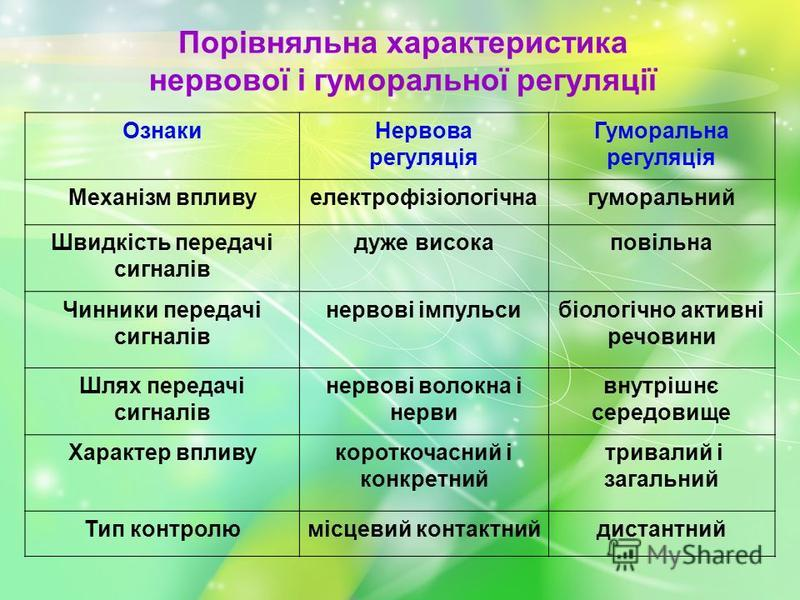 Порівняльна характеристика
нервової і гуморальної регуляції
Ознаки
Нервова
регуляція
Гуморальна
регуляція
Механізм впливу
електрофізіологічна
гуморальний
Швидкість передачі
сигналів
дуже висока
повільна
Чинники передачі
сигналів
нервові імпульси
біологічно активні
речовини
Шлях передачі
сигналів
нервові волокна і
нерви
внутрішнє
середовище
Характер впливу
короткочасний і
конкретний
тривалий і
загальний
Тип контролю
місцевий контактний
дистантний
MyShared